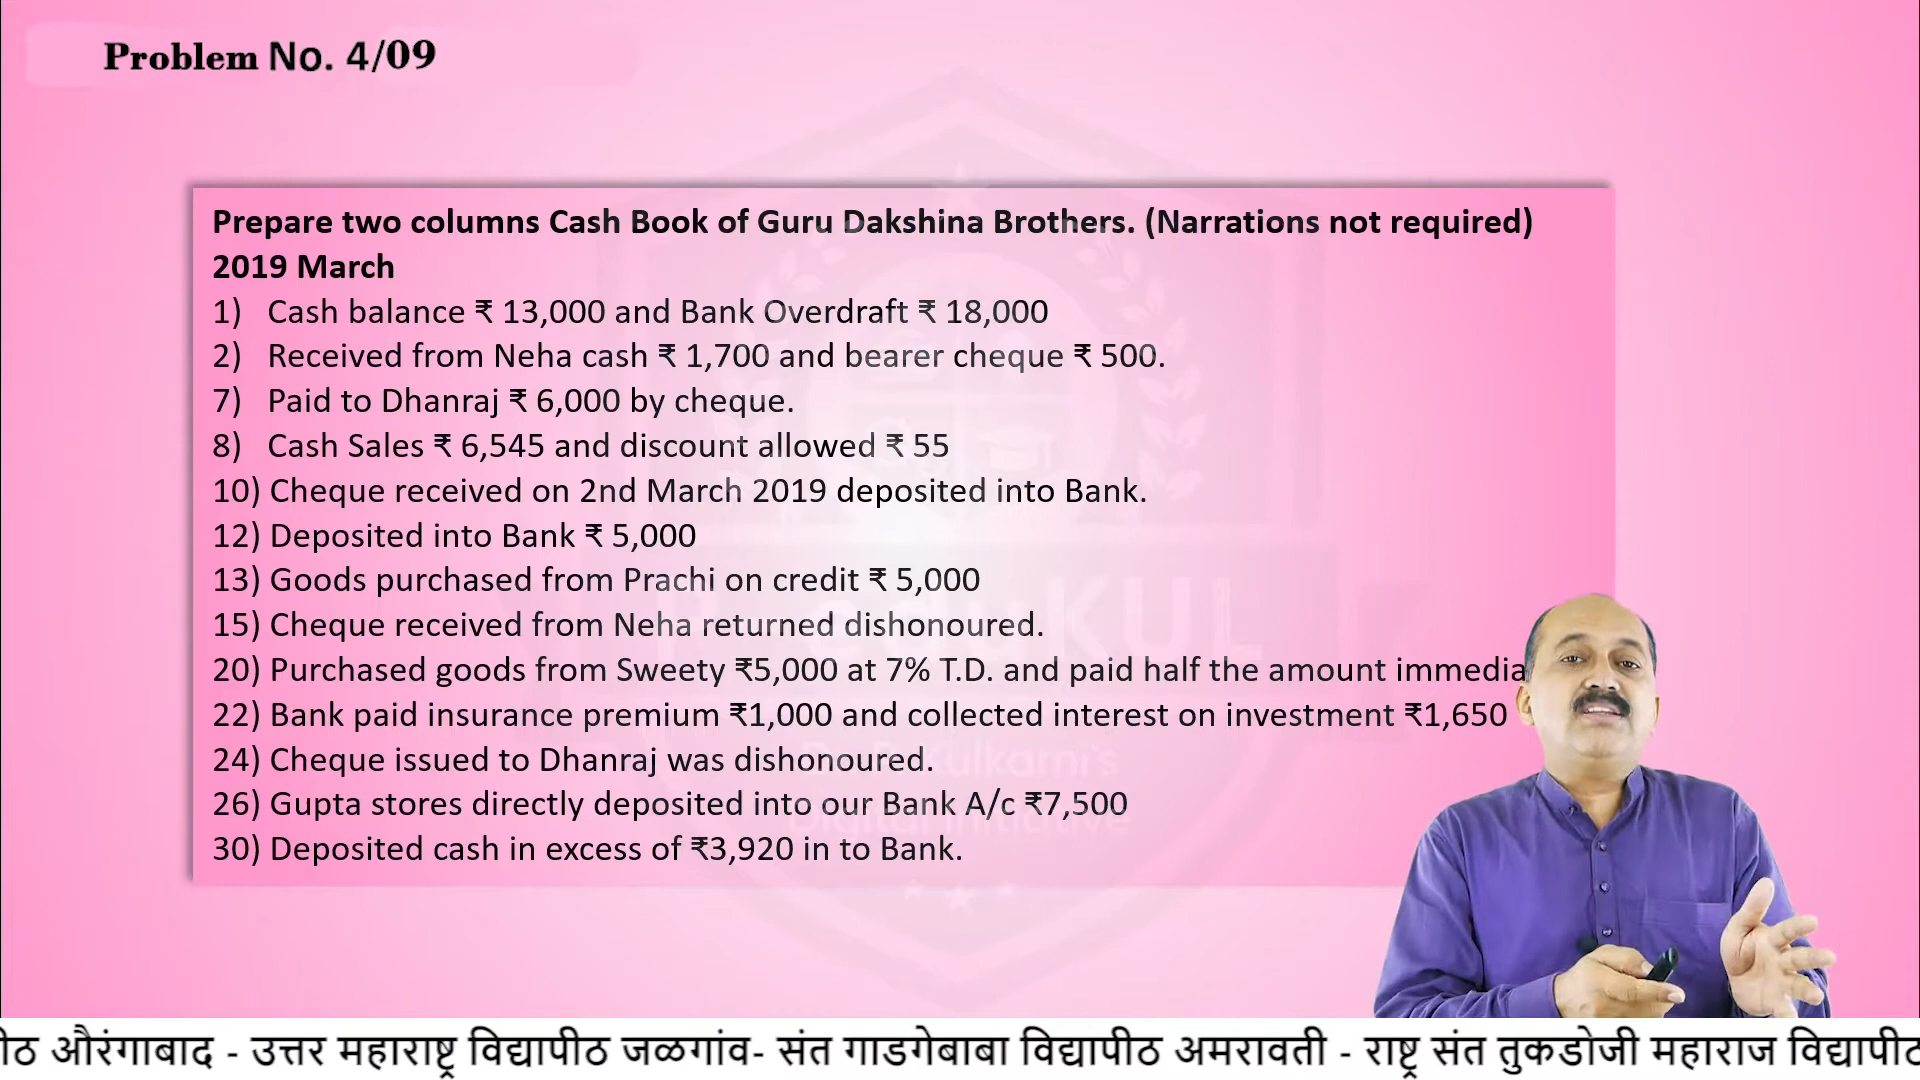 Problem No. 4/09
Prepare two columns Cash Book of Guru Dakshina Brothers. (Narrations not required)
2019 March
1) Cash balance ₹ 13,000 and Bank Overdraft ₹ 18,000
2) Received from Neha cash ₹ 1,700 and bearer cheque ₹ 500.
7) Paid to Dhanraj ₹ 6,000 by cheque.
8) Cash Sales ₹ 6,545 and discount allowed ₹ 55
10) Cheque received on 2nd March 2019 deposited into Bank.
12) Deposited into Bank ₹ 5,000
13) Goods purchased from Prachi on credit ₹ 5,000
15) Cheque received from Neha returned dishonoured.
20) Purchased goods from Sweety ₹5,000 at 7% T.D. and paid half the amount immedia
22) Bank paid insurance premium ₹1,000 and collected interest on investment ₹1,650
24) Cheque issued to Dhanraj was dishonoured.
26) Gupta stores directly deposited into our Bank A/c ₹7,500
30) Deposited cash in excess of ₹3,920 in to Bank.
eduKUL
Kulkarni's
Digital Initiative
औरंगाबाद - उत्तर महाराष्ट्र विद्यापीठ जळगांव- संत गाडगेबाबा विद्यापीठ अमरावती - राष्ट्र संत तुकडोजी महाराज विद्यापीठ